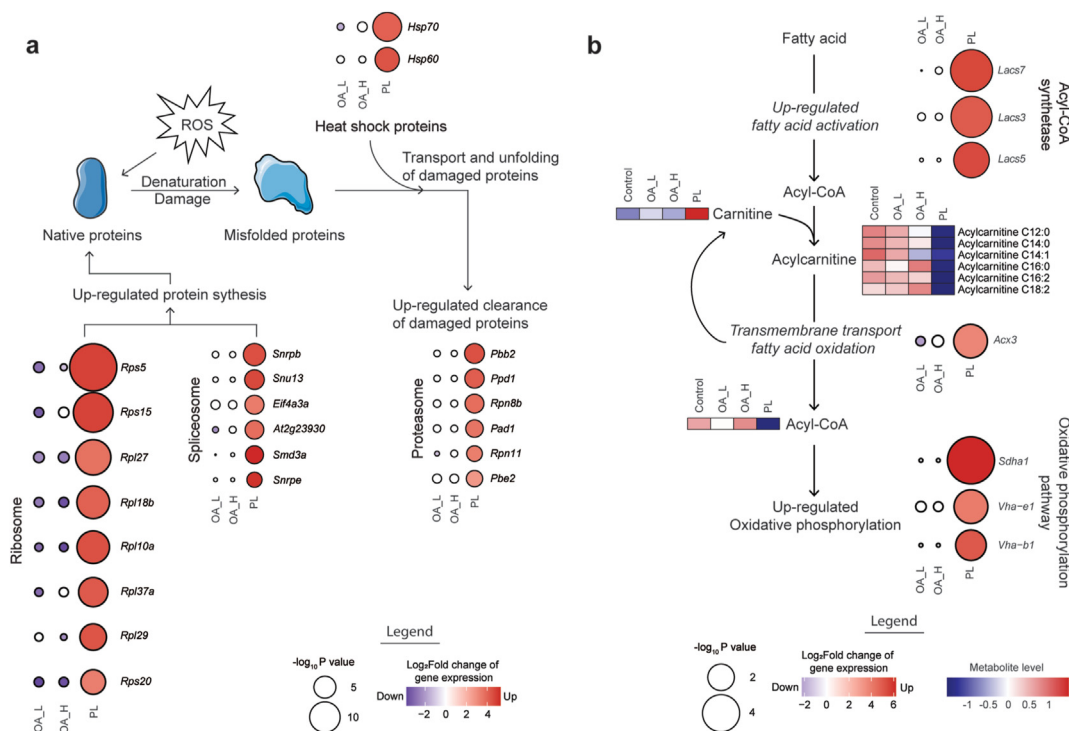 a
Hsp70
Hsp60
OA_L
OA_H
PL
Heat shock proteins
ROS
Denaturation
Damage
Transport and unfolding
of damaged proteins
Native proteins
Misfolded proteins
Up-regulated protein sythesis
Up-regulated clearance
of damaged proteins
Ribosome
Rps5
Rps15
Rpl27
Rpl18b
Rpl10a
Rpl37a
Rpl29
Rps20
OA_L
OA_H
PL
Spliceosome
Snrpb
Snu13
Eif4a3a
At2g23930
Smd3a
Snrpe
OA_L
OA_H
PL
Proteasome
Pbb2
Ppd1
Rpn8b
Pad1
Rpn11
Pbe2
OA_L
OA_H
PL
Legend
-log10 P value
5
10
Log2Fold change of
gene expression
Down
Up
−2 0 2 4
b
Fatty acid
Up-regulated
fatty acid activation
Acyl-CoA
OA_L
OA_H
PL
Lacs7
Lacs3
Lacs5
Acyl-CoA
synthetase
Control
OA_L
OA_H
PL
Carnitine
Acylcarnitine
Control
OA_L
OA_H
PL
Acylcarnitine C12:0
Acylcarnitine C14:0
Acylcarnitine C14:1
Acylcarnitine C16:0
Acylcarnitine C16:2
Acylcarnitine C18:2
Transmembrane transport
fatty acid oxidation
Acx3
OA_L
OA_H
PL
Control
OA_L
OA_H
PL
Acyl-CoA
Up-regulated
Oxidative phosphorylation
Sdha1
Vha−e1
Vha−b1
OA_L
OA_H
PL
Oxidative phosphorylation
pathway
Legend
-log10 P value
2
4
Log2Fold change of
gene expression
Down
Up
−2 0 2 4 6
Metabolite level
-1 -0.5 0 0.5 1